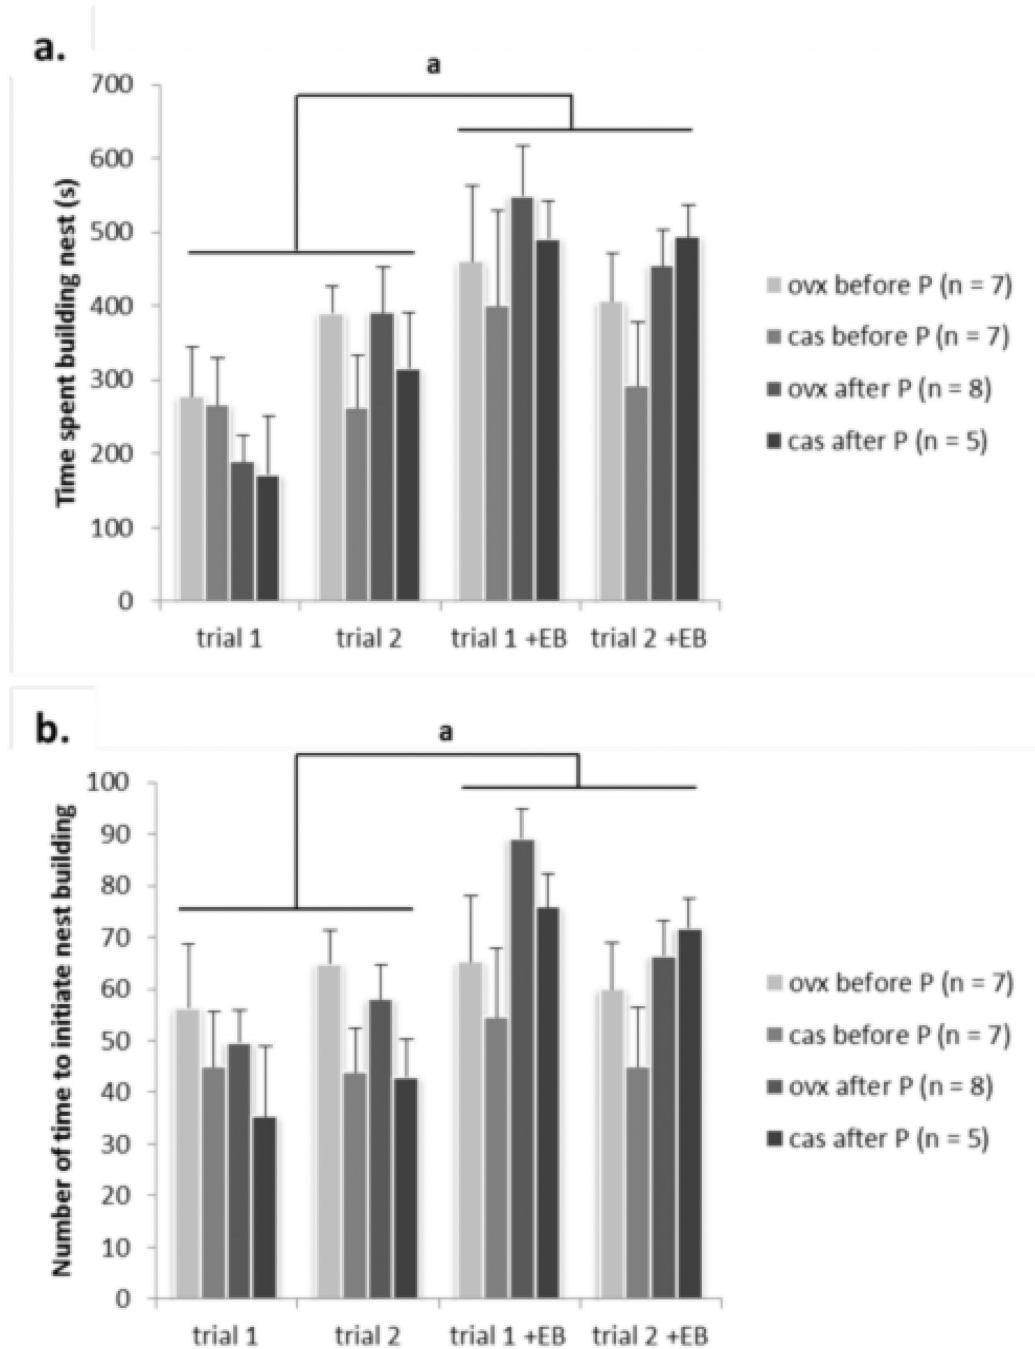 a.
a
700
600
500
400
300
200
100
0
Time spent building nest (s)
trial 1 trial 2 trial 1 +EB trial 2 +EB
ovx before P (n = 7)
cas before P (n = 7)
ovx after P (n = 8)
cas after P (n = 5)
b.
a
100
90
80
70
60
50
40
30
20
10
0
Number of time to initiate nest building
trial 1 trial 2 trial 1 +EB trial 2 +EB
ovx before P (n = 7)
cas before P (n = 7)
ovx after P (n = 8)
cas after P (n = 5)